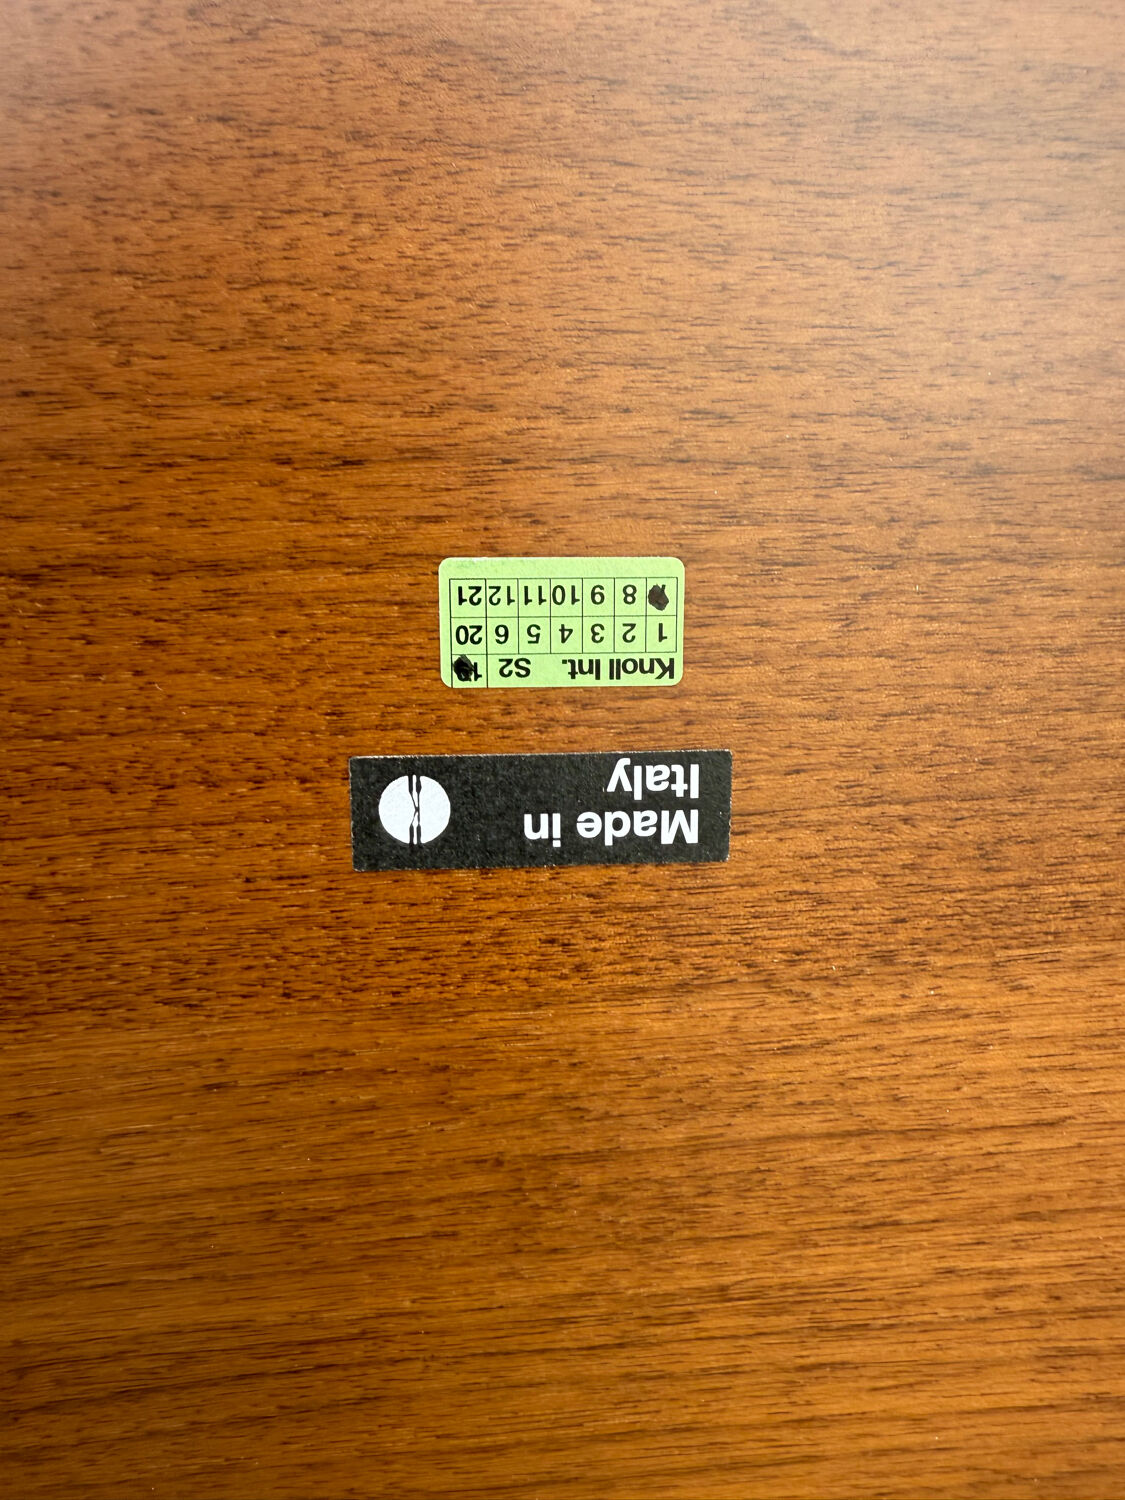 Made in
Italy
Knoll Int. S2
1 2 3 4 5 6 20
8 9 10 11 12 21